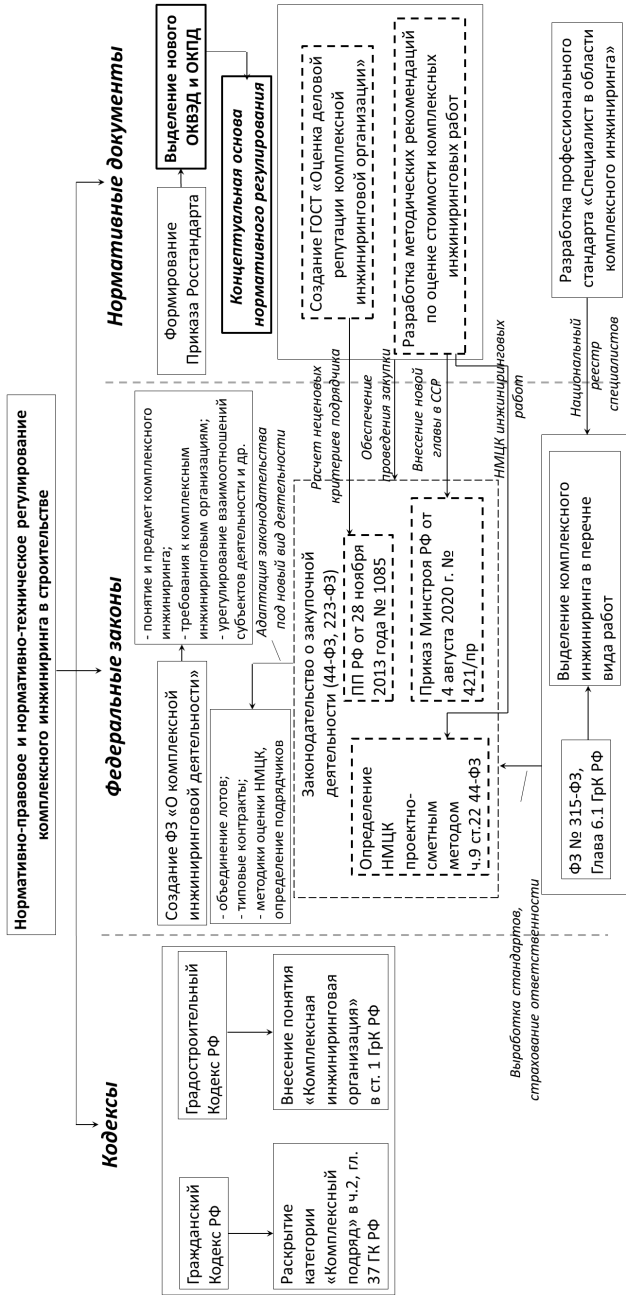 Нормативно-правовое и нормативно-техническое регулирование
комплексного инжиниринга в строительстве
Кодексы
Гражданский
Кодекс РФ
Градостроительный
Кодекс РФ
Раскрытие
категории
«Комплексный
подряд» в ч.2, гл.
37 ГК РФ
Внесение понятия
«Комплексная
инжиниринговая
организация»
в ст. 1 ГрК РФ
Федеральные законы
Создание ФЗ «О комплексной
инжиниринговой деятельности»
- понятие и предмет комплексного
инжиниринга;
- требования к комплексным
инжиниринговым организациям;
- урегулирование взаимоотношений
субъектов деятельности и др.
- объединение лотов;
- типовые контракты;
- методики оценки НМЦК,
определение подрядчиков
Адаптация законодательства
под новый вид деятельности
Законодательство о закупочной
деятельности (44-ФЗ, 223-ФЗ)
ПП РФ от 28 ноября
2013 года № 1085
Определение
НМЦК
проектно-
сметным
методом
ч.9 ст.22 44-ФЗ
Приказ Минстроя РФ от
4 августа 2020 г. №
421/пр
Выработка стандартов,
страхование ответственности
ФЗ № 315-ФЗ,
Глава 6.1 ГрК РФ
Выделение комплексного
инжиниринга в перечне
вида работ
Нормативные документы
Формирование
Приказа Росстандарта
Выделение нового
ОКВЭД и ОКПД
Концептуальная основа
нормативного регулирования
Создание ГОСТ «Оценка деловой
репутации комплексной
инжиниринговой организации»
Разработка методических рекомендаций
по оценке стоимости комплексных
инжиниринговых работ
Расчет неценовых
критериев подрядчика
Обеспечение
проведения закупки
Внесение новой
главы в ССР
НМЦК инжиниринговых
работ
Национальный
реестр
специалистов
Разработка профессионального
стандарта «Специалист в области
комплексного инжиниринга»